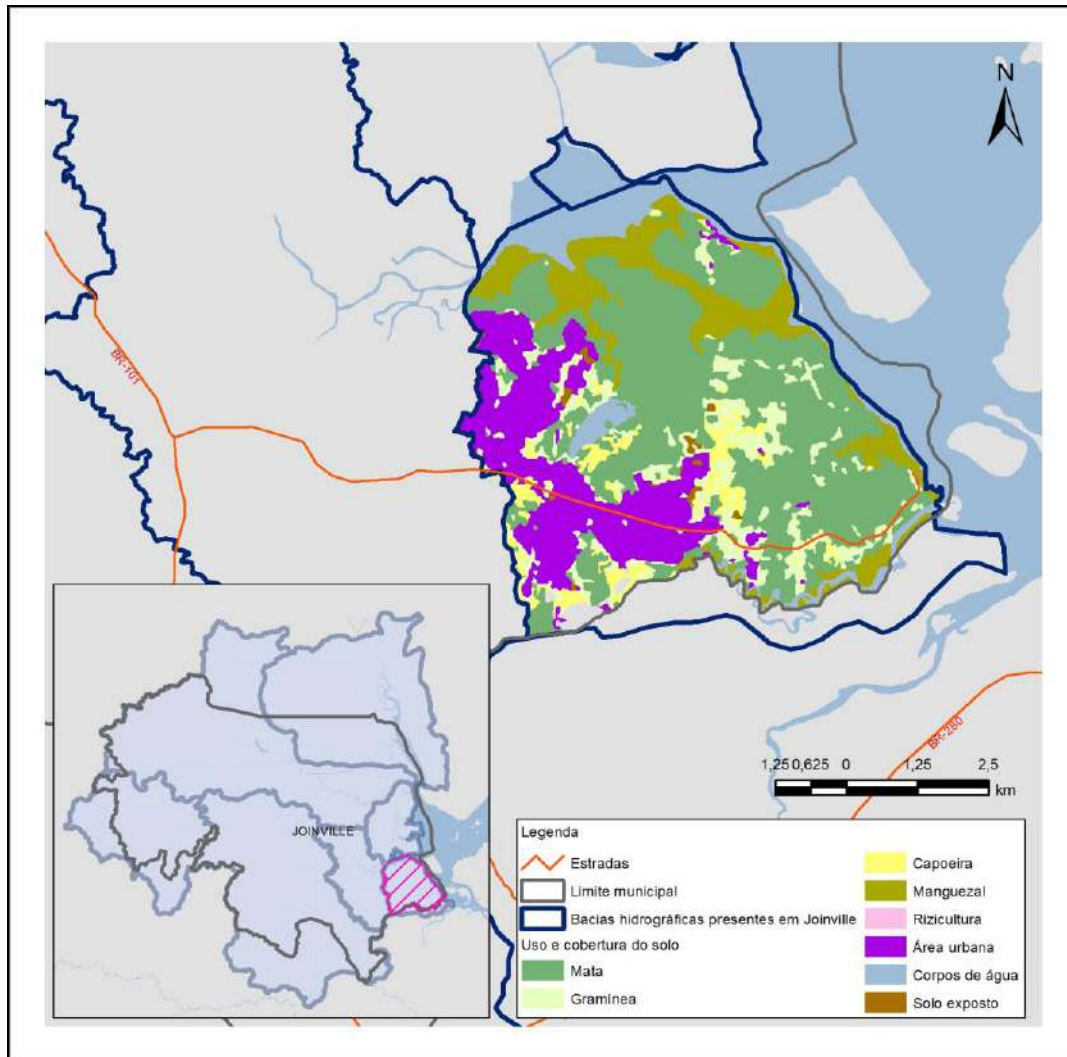 N
BR-101
BR-280
1,25 0,625 0 1,25 2,5
km
JOINVILLE
Legenda
Estradas
Limite municipal
Bacias hidrográficas presentes em Joinville
Uso e cobertura do solo
Mata
Gramínea
Capoeira
Manguezal
Rizicultura
Área urbana
Corpos de água
Solo exposto